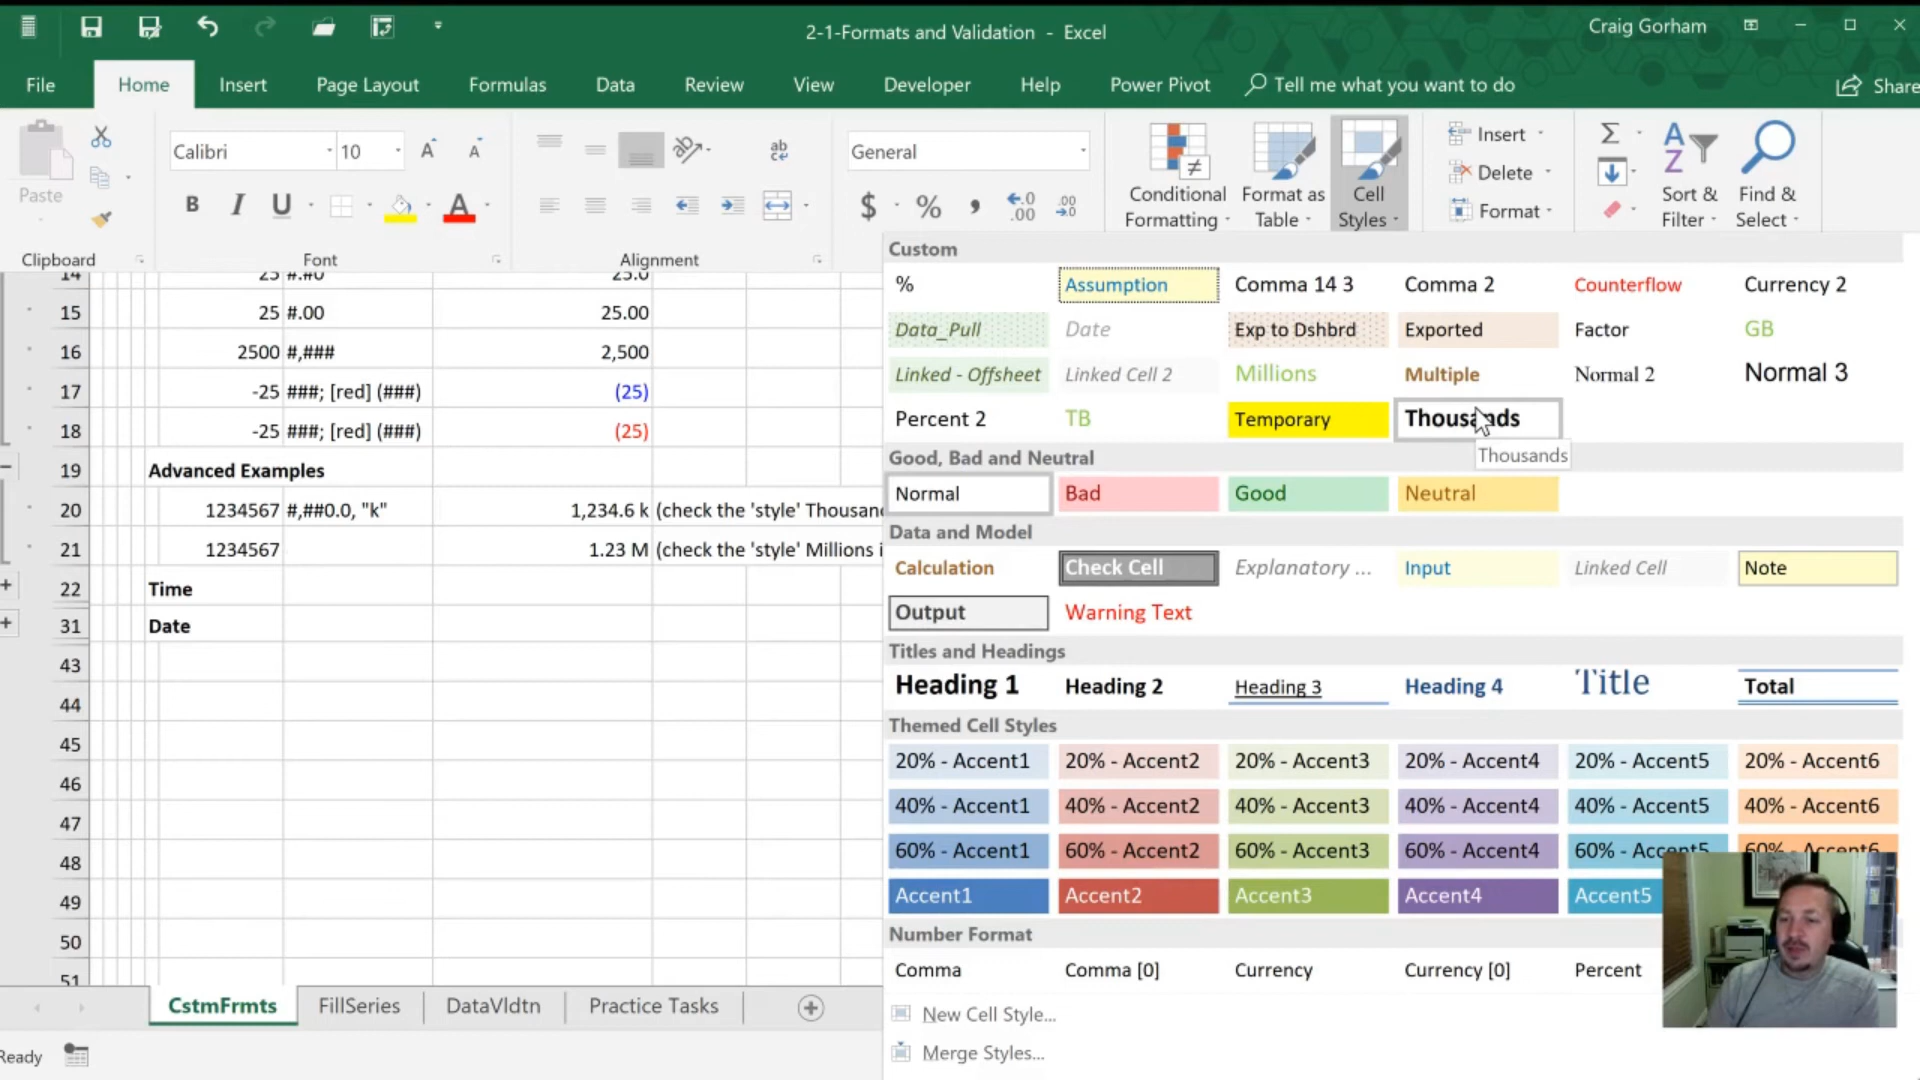 2-1-Formats and Validation - Excel
Craig Gorham
File Home Insert Page Layout Formulas Data Review View Developer Help Power Pivot Tell me what you want to do Share
Paste
Clipboard
Calibri 10
B I U A
Font
Alignment
General
$ % , .0 .00 .00 .0
Conditional Formatting
Format as Table
Cell Styles
Insert
Delete
Format
Sort & Filter
Find & Select
Custom
% Assumption Comma 14 3 Comma 2 Counterflow Currency 2
Data_Pull Date Exp to Dshbrd Exported Factor GB
Linked - Offsheet Linked Cell 2 Millions Multiple Normal 2 Normal 3
Percent 2 TB Temporary Thousands
Thousands
Good, Bad and Neutral
Normal Bad Good Neutral
Data and Model
Calculation Check Cell Explanatory ... Input Linked Cell Note
Output Warning Text
Titles and Headings
Heading 1 Heading 2 Heading 3 Heading 4 Title Total
Themed Cell Styles
20% - Accent1 20% - Accent2 20% - Accent3 20% - Accent4 20% - Accent5 20% - Accent6
40% - Accent1 40% - Accent2 40% - Accent3 40% - Accent4 40% - Accent5 40% - Accent6
60% - Accent1 60% - Accent2 60% - Accent3 60% - Accent4 60% - Accent5 60% - Accent6
Accent1 Accent2 Accent3 Accent4 Accent5
Number Format
Comma Comma [0] Currency Currency [0] Percent
New Cell Style...
Merge Styles...
14 25 #.#0 25.0
15 25 #.00 25.00
16 2500 #,### 2,500
17 -25 ###; [red] (###) (25)
18 -25 ###; [red] (###) (25)
19 Advanced Examples
20 1234567 #,##0.0, "k" 1,234.6 k (check the 'style' Thousan
21 1234567 1.23 M (check the 'style' Millions i
22 Time
31 Date
43
44
45
46
47
48
49
50
51
CstmFrmts FillSeries DataVldtn Practice Tasks
Ready